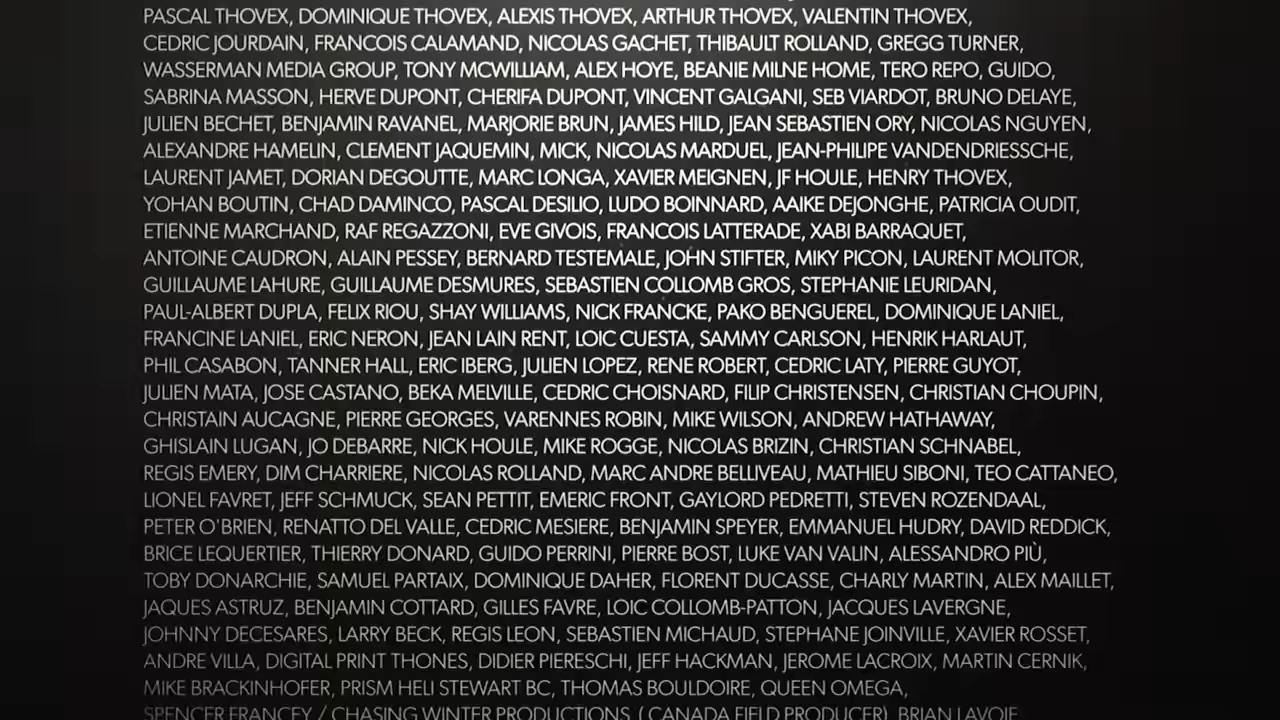 PASCAL THOVEX, DOMINIQUE THOVEX, ALEXIS THOVEX, ARTHUR THOVEX, VALENTIN THOVEX,
CEDRIC JOURDAIN, FRANCOIS CALAMAND, NICOLAS GACHET, THIBAULT ROLLAND, GREGG TURNER,
WASSERMAN MEDIA GROUP, TONY MCWILLIAM, ALEX HOYE, BEANIE MILNE HOME, TERO REPO, GUIDO,
SABRINA MASSON, HERVE DUPONT, CHERIFA DUPONT, VINCENT GALGANI, SEB VIARDOT, BRUNO DELAYE,
JULIEN BECHET, BENJAMIN RAVANEL, MARJORIE BRUN, JAMES HILD, JEAN SEBASTIEN ORY, NICOLAS NGUYEN,
ALEXANDRE HAMELIN, CLEMENT JAQUEMIN, MICK, NICOLAS MARDUEL, JEAN-PHILIPE VANDENDRIESSCHE,
LAURENT JAMET, DORIAN DEGOUTTE, MARC LONGA, XAVIER MEIGNEN, JF HOULE, HENRY THOVEX,
YOHAN BOUTIN, CHAD DAMINCO, PASCAL DESILIO, LUDO BOINNARD, AAIKE DEJONGHE, PATRICIA OUDIT,
ETIENNE MARCHAND, RAF REGAZZONI, EVE GIVOIS, FRANCOIS LATTERADE, XABI BARRAQUET,
ANTOINE CAUDRON, ALAIN PESSEY, BERNARD TESTEMALE, JOHN STIFTER, MIKY PICON, LAURENT MOLITOR,
GUILLAUME LAHURE, GUILLAUME DESMURES, SEBASTIEN COLLOMB GROS, STEPHANIE LEURIDAN,
PAUL-ALBERT DUPLA, FELIX RIOU, SHAY WILLIAMS, NICK FRANCKE, PAKO BENGUEREL, DOMINIQUE LANIEL,
FRANCINE LANIEL, ERIC NERON, JEAN LAIN RENT, LOIC CUESTA, SAMMY CARLSON, HENRIK HARLAUT,
PHIL CASABON, TANNER HALL, ERIC IBERG, JULIEN LOPEZ, RENE ROBERT, CEDRIC LATY, PIERRE GUYOT,
JULIEN MATA, JOSE CASTANO, BEKA MELVILLE, CEDRIC CHOISNARD, FILIP CHRISTENSEN, CHRISTIAN CHOUPIN,
CHRISTAIN AUCAGNE, PIERRE GEORGES, VARENNES ROBIN, MIKE WILSON, ANDREW HATHAWAY,
GHISLAIN LUGAN, JO DEBARRE, NICK HOULE, MIKE ROGGE, NICOLAS BRIZIN, CHRISTIAN SCHNABEL,
REGIS EMERY, DIM CHARRIERE, NICOLAS ROLLAND, MARC ANDRE BELLIVEAU, MATHIEU SIBONI, TEO CATTANEO,
LIONEL FAVRET, JEFF SCHMUCK, SEAN PETTIT, EMERIC FRONT, GAYLORD PEDRETTI, STEVEN ROZENDAAL,
PETER O'BRIEN, RENATTO DEL VALLE, CEDRIC MESIERE, BENJAMIN SPEYER, EMMANUEL HUDRY, DAVID REDDICK,
BRICE LEQUERTIER, THIERRY DONARD, GUIDO PERRINI, PIERRE BOST, LUKE VAN VALIN, ALESSANDRO PIÙ,
TOBY DONARCHIE, SAMUEL PARTAIX, DOMINIQUE DAHER, FLORENT DUCASSE, CHARLY MARTIN, ALEX MAILLET,
JAQUES ASTRUZ, BENJAMIN COTTARD, GILLES FAVRE, LOIC COLLOMB-PATTON, JACQUES LAVERGNE,
JOHNNY DECESARES, LARRY BECK, REGIS LEON, SEBASTIEN MICHAUD, STEPHANE JOINVILLE, XAVIER ROSSET,
ANDRE VILLA, DIGITAL PRINT THONES, DIDIER PIERESCHI, JEFF HACKMAN, JEROME LACROIX, MARTIN CERNIK,
MIKE BRACKINHOFER, PRISM HELI STEWART BC, THOMAS BOULDOIRE, QUEEN OMEGA,
SPENCER FRANCEY / CHASING WINTER PRODUCTIONS ( CANADA FIELD PRODUCER), BRIAN LAVOIE